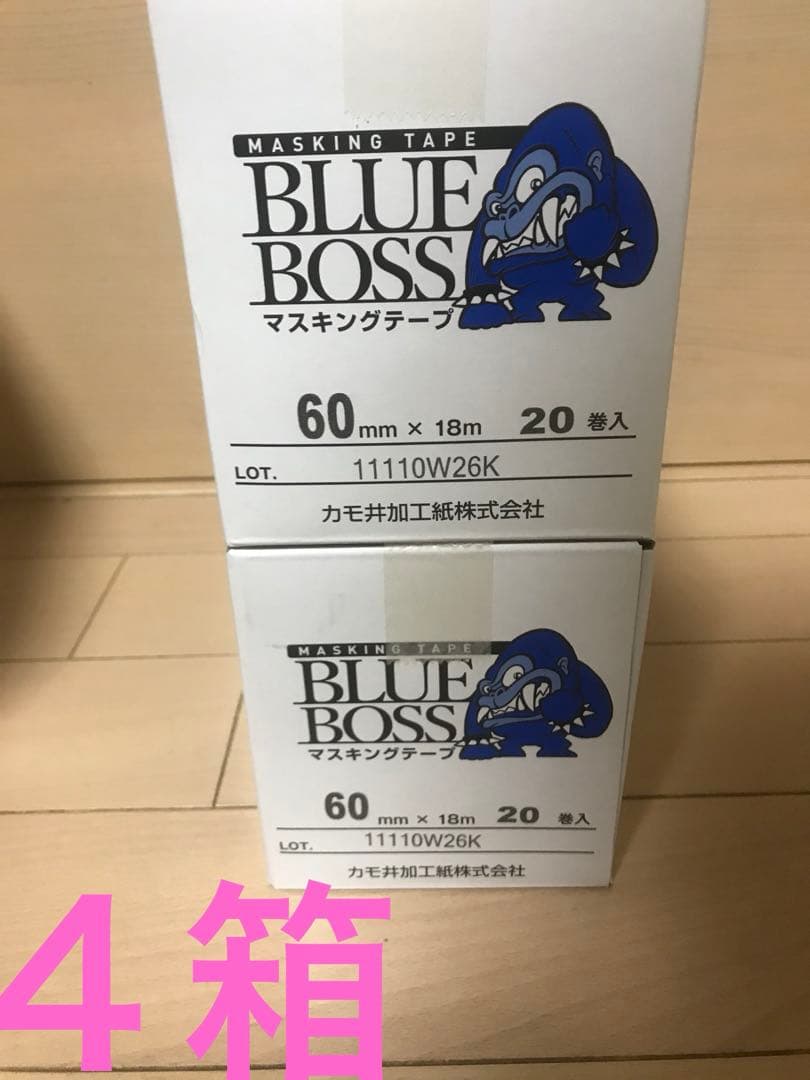 MASKING TAPE
BLUE
BOSS
マスキングテープ
60mm × 18m 20 巻入
LOT. 11110W26K
カモ井加工紙株式会社
MASKING TAPE
BLUE
BOSS
マスキングテープ
60 mm × 18m 20 巻入
LOT. 11110W26K
カモ井加工紙株式会社
４箱